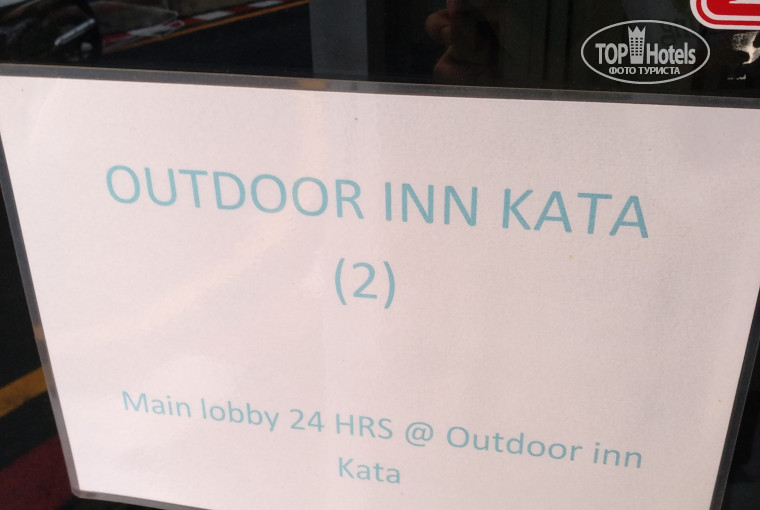 TOP Hotels
ФОТО ТУРИСТА
OUTDOOR INN KATA
(2)
Main lobby 24 HRS @ Outdoor inn
Kata